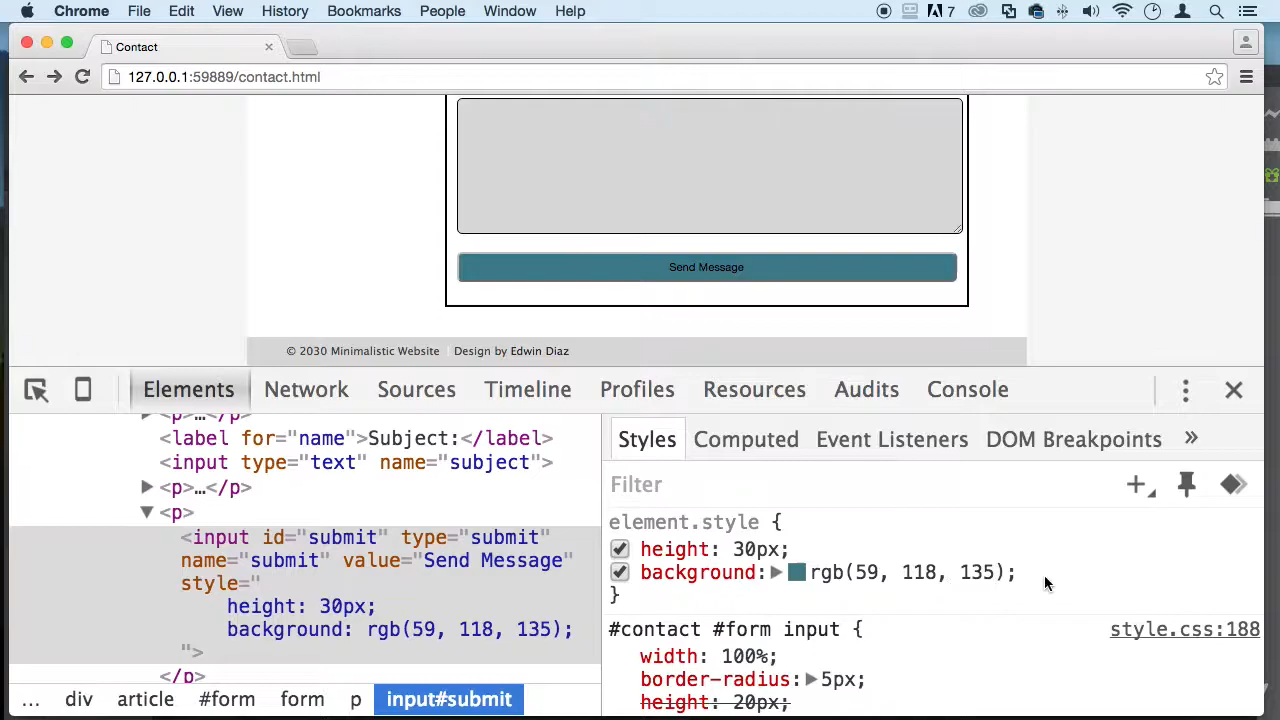 Chrome File Edit View History Bookmarks People Window Help 7
Contact
127.0.0.1:59889/contact.html
Send Message
© 2030 Minimalistic Website | Design by Edwin Diaz
Elements Network Sources Timeline Profiles Resources Audits Console
<p>…</p>
<label for="name">Subject:</label>
<input type="text" name="subject">
<p>…</p>
<p>
<input id="submit" type="submit"
name="submit" value="Send Message"
style="
height: 30px;
background: rgb(59, 118, 135);
">
</p>
... div article #form form p input#submit
Styles Computed Event Listeners DOM Breakpoints »
Filter
element.style {
height: 30px;
background: rgb(59, 118, 135);
}
#contact #form input { style.css:188
width: 100%;
border-radius: 5px;
height: 20px;